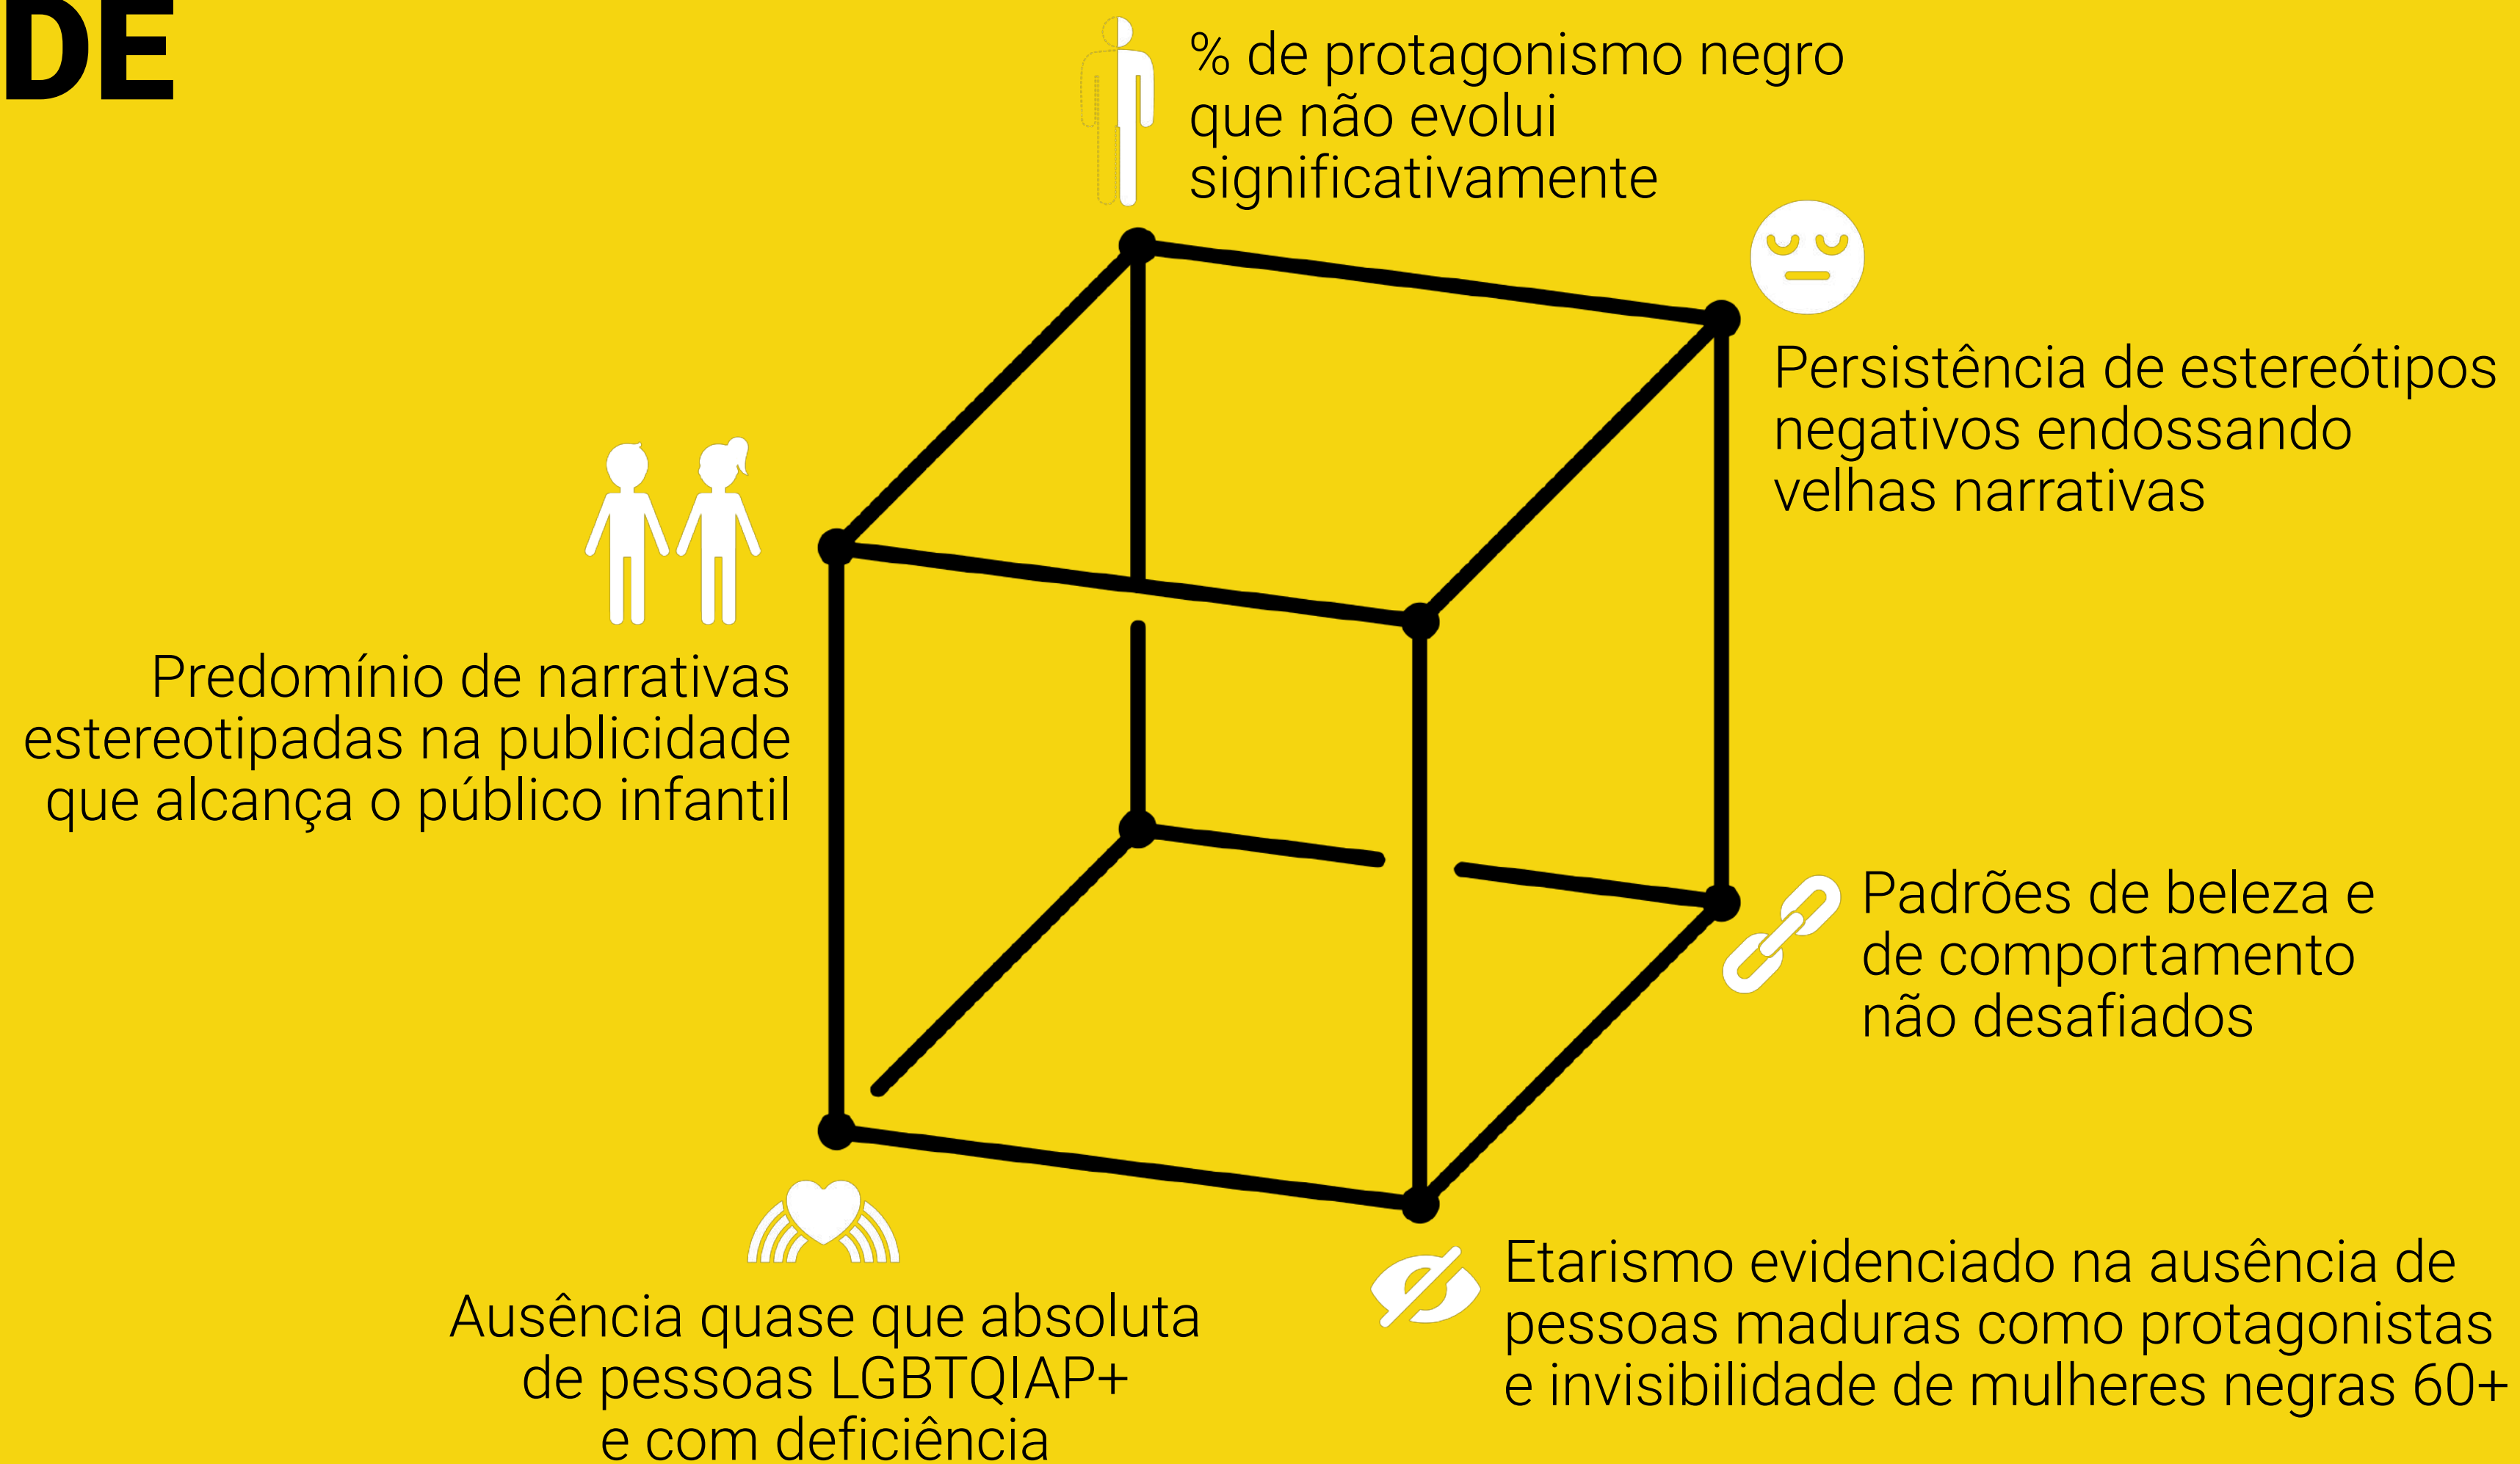 DE
% de protagonismo negro
que não evolui
significativamente
Persistência de estereótipos
negativos endossando
velhas narrativas
Predomínio de narrativas
estereotipadas na publicidade
que alcança o público infantil
Padrões de beleza e
de comportamento
não desafiados
Etarismo evidenciado na ausência de
pessoas maduras como protagonistas
e invisibilidade de mulheres negras 60+
Ausência quase que absoluta
de pessoas LGBTQIAP+
e com deficiência